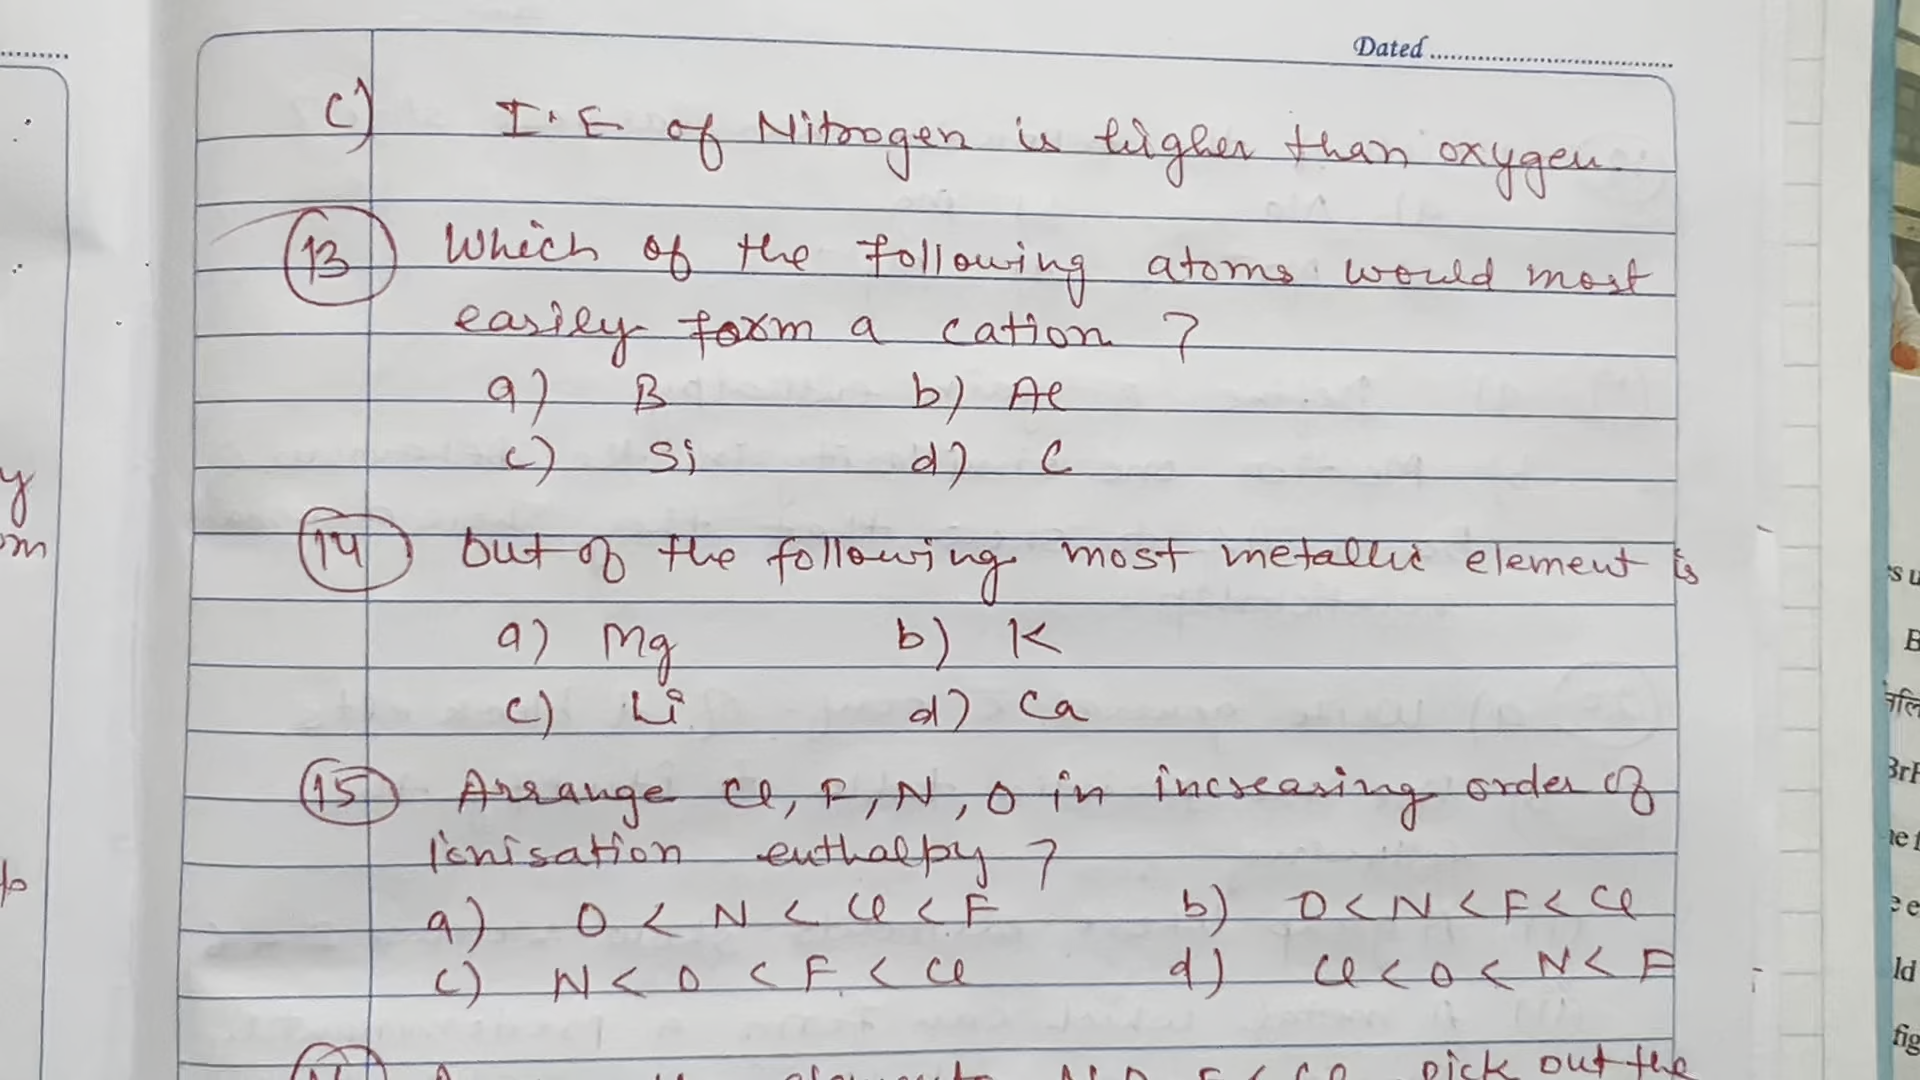 Dated
C) I.E of Nitrogen is higher than oxygen.
13 Which of the following atoms would most
easily form a cation ?
a) B b) Al
c) Si d) C
14 Out of the following most metallic element is
a) Mg b) K
c) Li d) Ca
15 Arrange Cl, F, N, O in increasing order of
ionisation enthalpy ?
a) O < N < Cl < F b) O < N < F < Cl
c) N < O < F < Cl d) Cl < O < N < F
pick out the
y
om